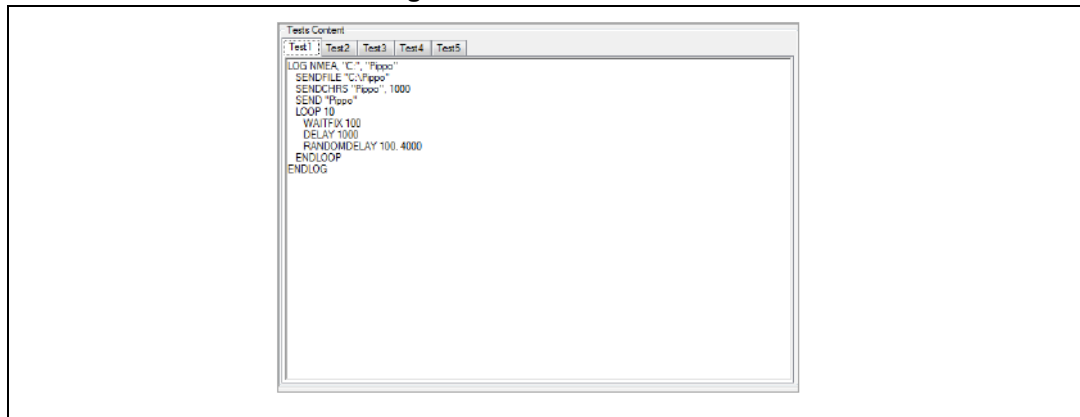 Tests Content
Test1 Test2 Test3 Test4 Test5
LOG NMEA, "C:", "Pippo"
SENDFILE "C:\Pippo"
SENDCHRS "Pippo", 1000
SEND "Pippo"
LOOP 10
WAITFIX 100
DELAY 1000
RANDOMDELAY 100, 4000
ENDLOOP
ENDLOG